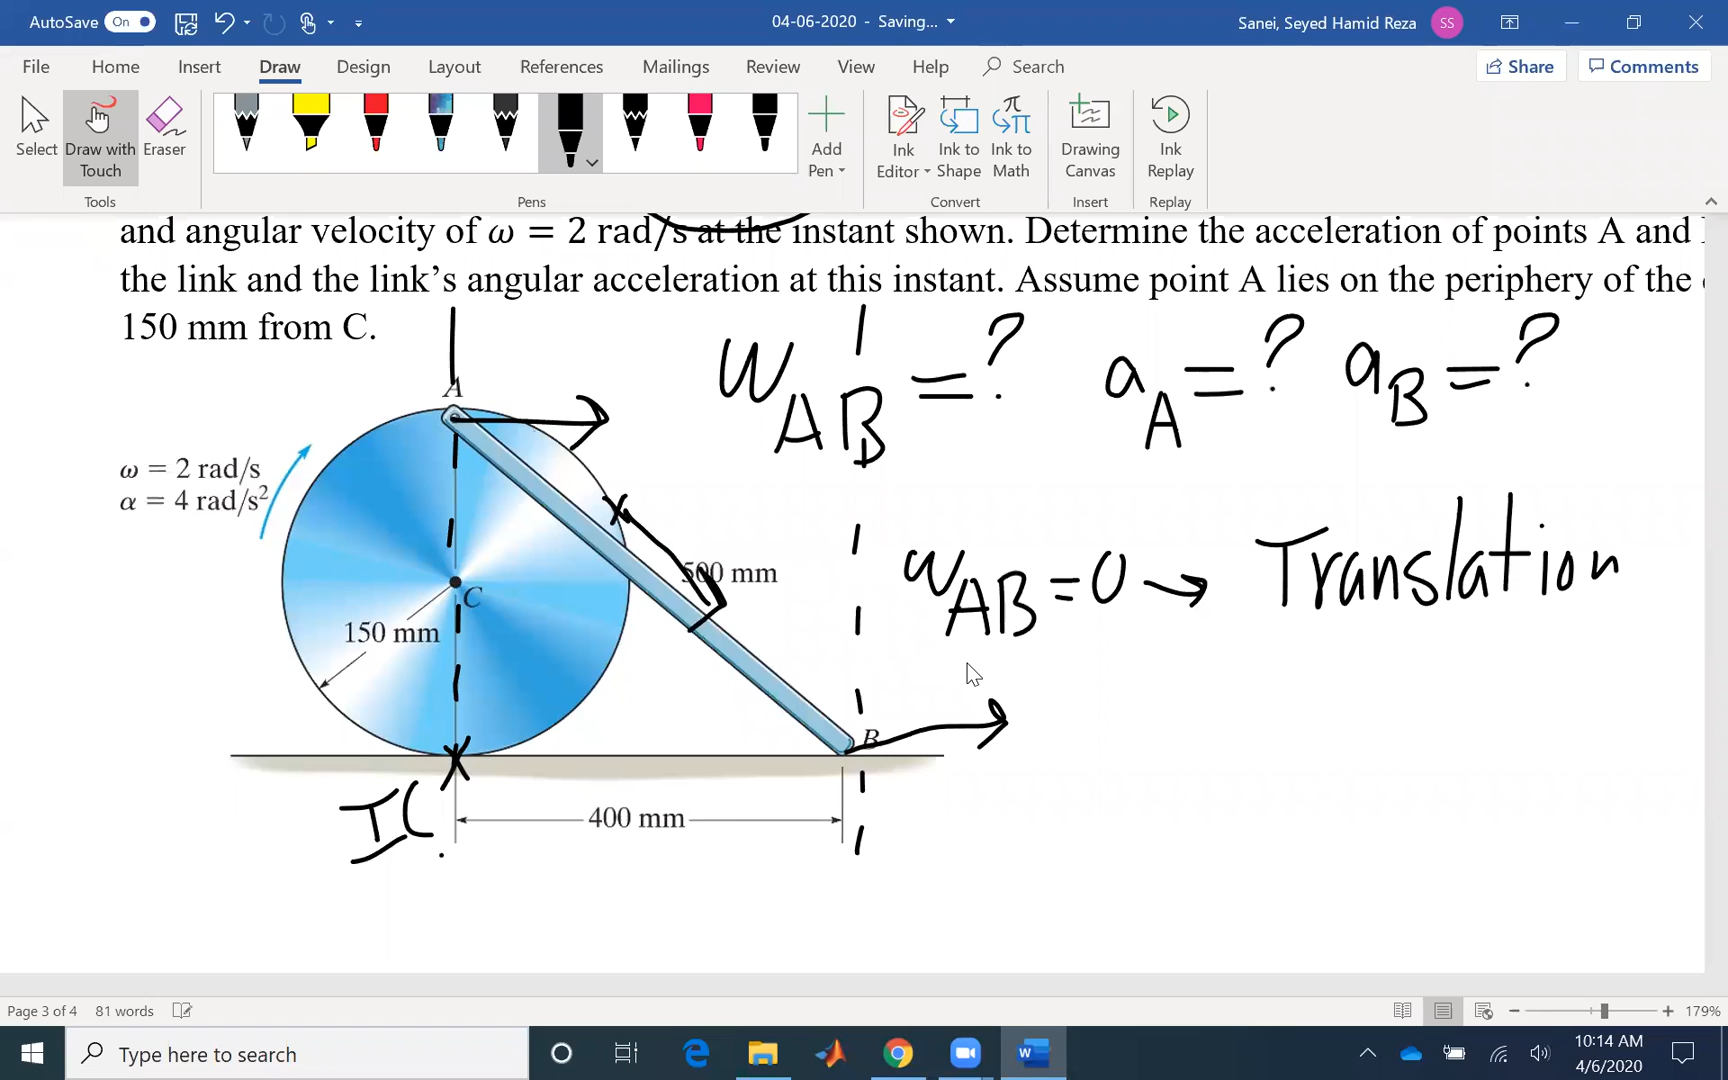 AutoSave On 04-06-2020 - Saving... Sanei, Seyed Hamid Reza SS
File Home Insert Draw Design Layout References Mailings Review View Help Search Share Comments
Select Draw with Touch Eraser Add Pen Ink Editor Ink to Shape Ink to Math Drawing Canvas Ink Replay
Tools Pens Convert Insert Replay
and angular velocity of ω = 2 rad/s at the instant shown. Determine the acceleration of points A and
the link and the link's angular acceleration at this instant. Assume point A lies on the periphery of the
150 mm from C.
W_AB = ? a_A = ? a_B = ?
A
ω = 2 rad/s
α = 4 rad/s²
500 mm
W_AB = 0 → Translation
C
150 mm
B
IC.
400 mm
Page 3 of 4 81 words 179%
Type here to search
10:14 AM
4/6/2020